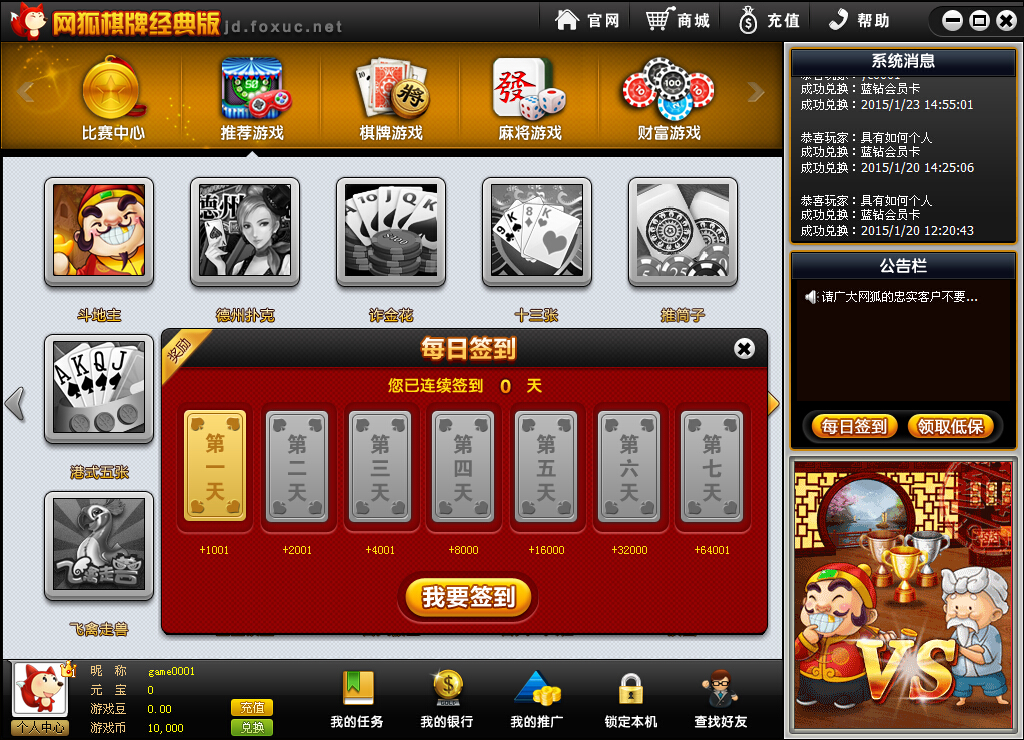 网狐棋牌经典版
jd.foxuc.net
官网
商城
充值
帮助
比赛中心
推荐游戏
棋牌游戏
麻将游戏
财富游戏
系统消息
成功兑换：蓝钻会员卡
成功兑换：2015/1/23 14:55:01
恭喜玩家：具有如何个人
成功兑换：蓝钻会员卡
成功兑换：2015/1/20 14:25:06
恭喜玩家：具有如何个人
成功兑换：蓝钻会员卡
成功兑换：2015/1/20 12:20:43
斗地主
德州扑克
诈金花
十三张
推筒子
港式五张
飞禽走兽
公告栏
请广大网狐的忠实客户不要...
每日签到
领取低保
奖励
每日签到
您已连续签到 0 天
第一天
第二天
第三天
第四天
第五天
第六天
第七天
+1001
+2001
+4001
+8000
+16000
+32000
+64001
我要签到
VS
个人中心
昵 称 game0001
元 宝 0
游戏豆 0.00
游戏币 10,000
充值
兑换
我的任务
我的银行
我的推广
锁定本机
查找好友